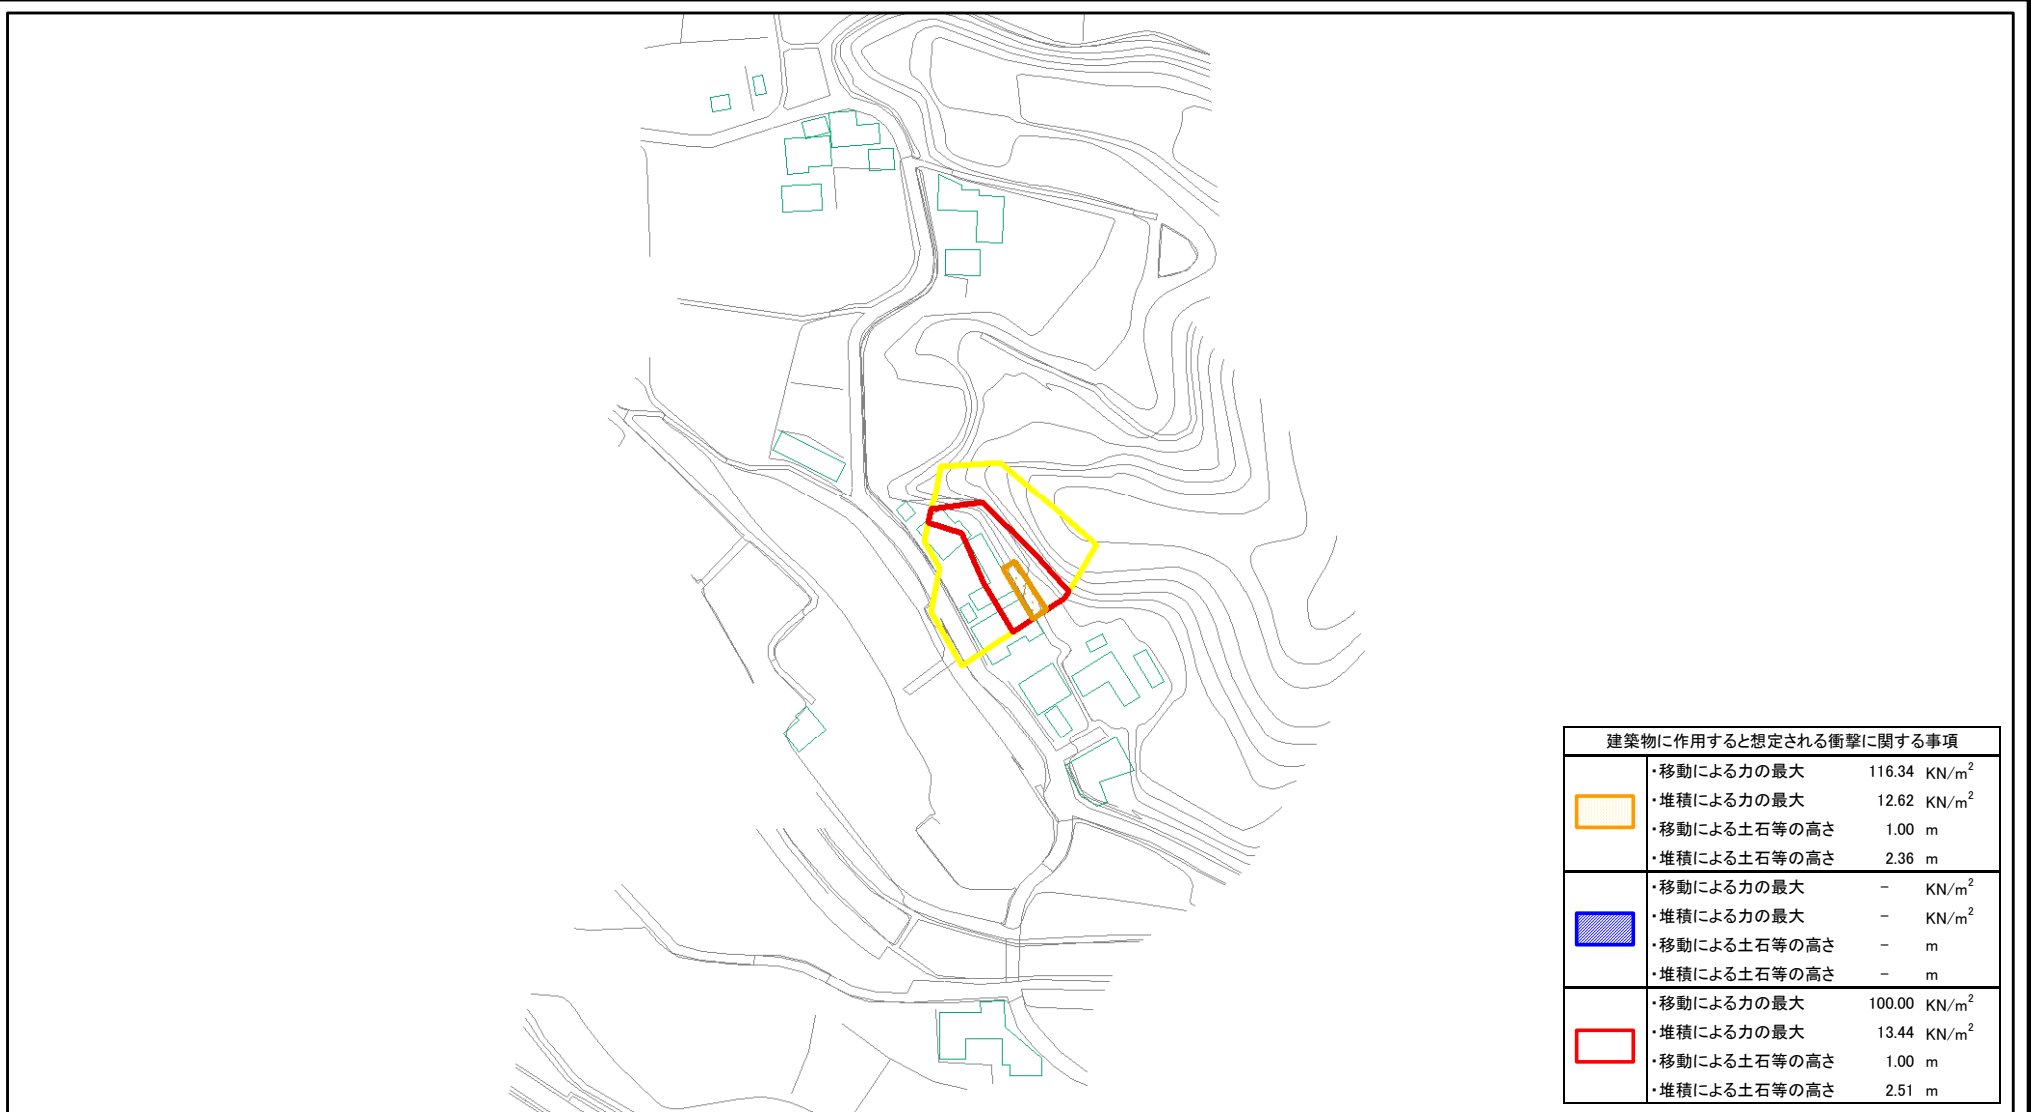 建築物に作用すると想定される衝撃に関する事項
・移動による力の最大 116.34 KN/m²
・堆積による力の最大 12.62 KN/m²
・移動による土石等の高さ 1.00 m
・堆積による土石等の高さ 2.36 m
・移動による力の最大 － KN/m²
・堆積による力の最大 － KN/m²
・移動による土石等の高さ － m
・堆積による土石等の高さ － m
・移動による力の最大 100.00 KN/m²
・堆積による力の最大 13.44 KN/m²
・移動による土石等の高さ 1.00 m
・堆積による土石等の高さ 2.51 m